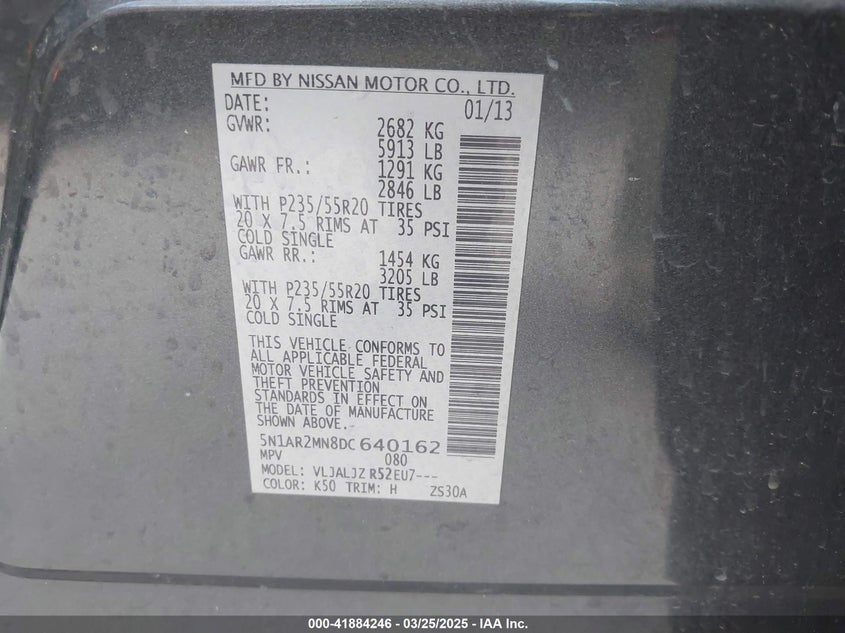 MFD BY NISSAN MOTOR CO., LTD.
DATE: 01/13
GVWR: 2682 KG
5913 LB
GAWR FR.: 1291 KG
2846 LB
WITH P235/55R20 TIRES
20 X 7.5 RIMS AT 35 PSI
COLD SINGLE
GAWR RR.: 1454 KG
3205 LB
WITH P235/55R20 TIRES
20 X 7.5 RIMS AT 35 PSI
COLD SINGLE
THIS VEHICLE CONFORMS TO
ALL APPLICABLE FEDERAL
MOTOR VEHICLE SAFETY AND
THEFT PREVENTION
STANDARDS IN EFFECT ON
THE DATE OF MANUFACTURE
SHOWN ABOVE.
5N1AR2MN8DC640162
MPV 080
MODEL: VLJALJZ R52EU7---
COLOR: K50 TRIM: H ZS30A
000-41884246 - 03/25/2025 - IAA Inc.